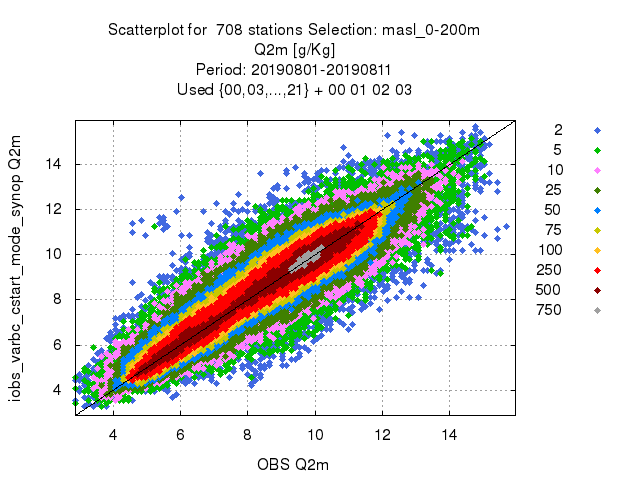 Scatterplot for 708 stations Selection: masl_0-200m
Q2m [g/Kg]
Period: 20190801-20190811
Used {00,03,...,21} + 00 01 02 03
iobs_varbc_cstart_mode_synop Q2m
14
12
10
8
6
4
4 6 8 10 12 14
OBS Q2m
2
5
10
25
50
75
100
250
500
750